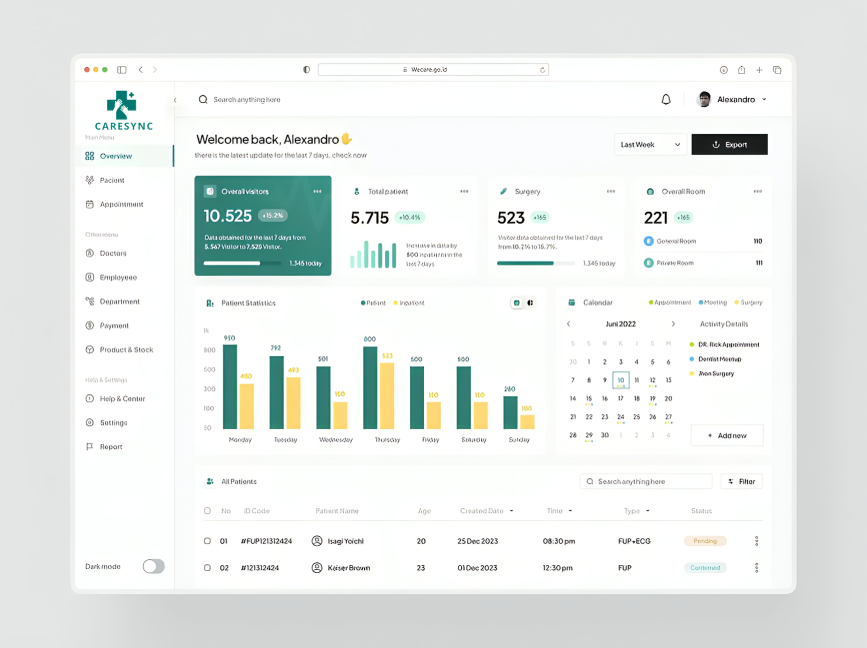 Wecare.go.id
CARESYNC
Main Menu
Overview
Pacient
Appointment
Other menu
Doctors
Employeee
Department
Payment
Product & Stock
Help & Settings
Help & Center
Settings
Report
Dark mode
Search anything here
Alexandro
Welcome back, Alexandro
there is the latest update for the last 7 days. check now
Last Week
Export
Overall visitors
10.525 +15.2%
Data obtained for the last 7 days from
5.567 Visitor to 7.525 Visitor.
1.345 today
Total patient
5.715 +10.4%
Increase in data by
500 inpatients in the
last 7 days
Surgery
523 +165
Visitor data obtained for the last 7 days
from 10.2% to 15.7%.
1.345 today
Overall Room
221 +165
General Room 110
Private Room 111
Patient Statistics
Patient Inpatient
1k
800
500
300
100
50
950
480
792
493
501
150
800
523
500
110
500
110
280
100
Monday Tuesday Wednesday Thursday Friday Saturday Sunday
Calendar
Appointment Meeting Surgery
Juni 2022
S S R K J S M
30 1 2 3 4 5 6
7 8 9 10 11 12 13
14 15 16 17 18 19 20
21 22 23 24 25 26 27
28 29 30 1 2 3 4
Activity Details
DR. Rick Appointment
Dentist Meetup
Jhon Surgery
+ Add new
All Patients
Search anything here
Filter
No ID Code Patient Name Age Created Date Time Type Status
01 #FUP121312424 Isagi Yoichi 20 25 Dec 2023 08:30 pm FUP+ECG Pending
02 #121312424 Kaiser Brown 23 01 Dec 2023 12:30 pm FUP Confirmed